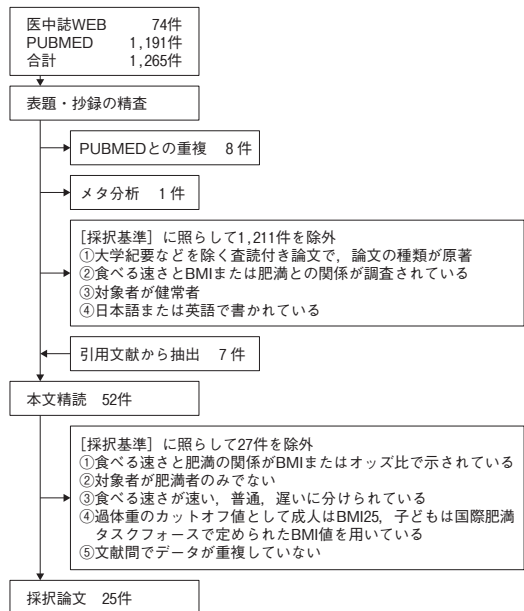 医中誌WEB 74件
PUBMED 1,191件
合計 1,265件
表題・抄録の精査
PUBMEDとの重複 8件
メタ分析 1件
[採択基準] に照らして1,211件を除外
①大学紀要などを除く査読付き論文で，論文の種類が原著
②食べる速さとBMIまたは肥満との関係が調査されている
③対象者が健常者
④日本語または英語で書かれている
引用文献から抽出 7件
本文精読 52件
[採択基準] に照らして27件を除外
①食べる速さと肥満の関係がBMIまたはオッズ比で示されている
②対象者が肥満者のみでない
③食べる速さが速い，普通，遅いに分けられている
④過体重のカットオフ値として成人はBMI25，子どもは国際肥満
タスクフォースで定められたBMI値を用いている
⑤文献間でデータが重複していない
採択論文 25件